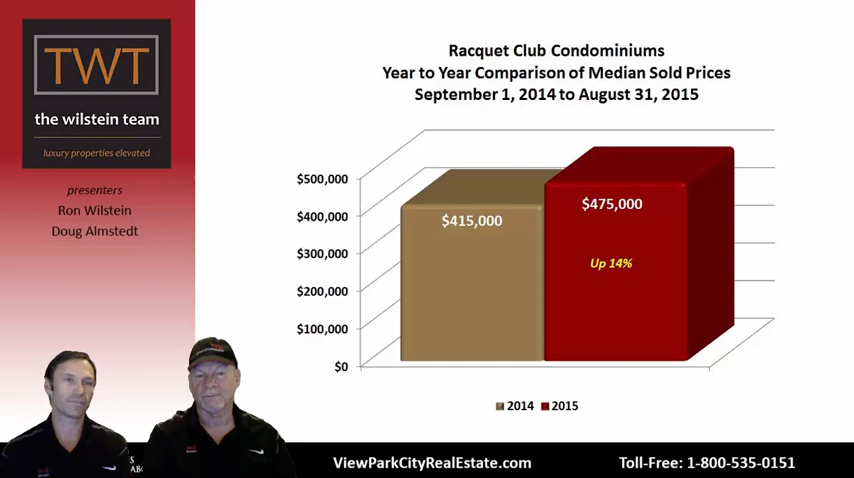 TWT
the wilstein team
luxury properties elevated
presenters
Ron Wilstein
Doug Almstedt
Racquet Club Condominiums
Year to Year Comparison of Median Sold Prices
September 1, 2014 to August 31, 2015
$500,000
$400,000
$300,000
$200,000
$100,000
$0
$415,000
$475,000
Up 14%
2014
2015
ViewParkCityRealEstate.com
Toll-Free: 1-800-535-0151